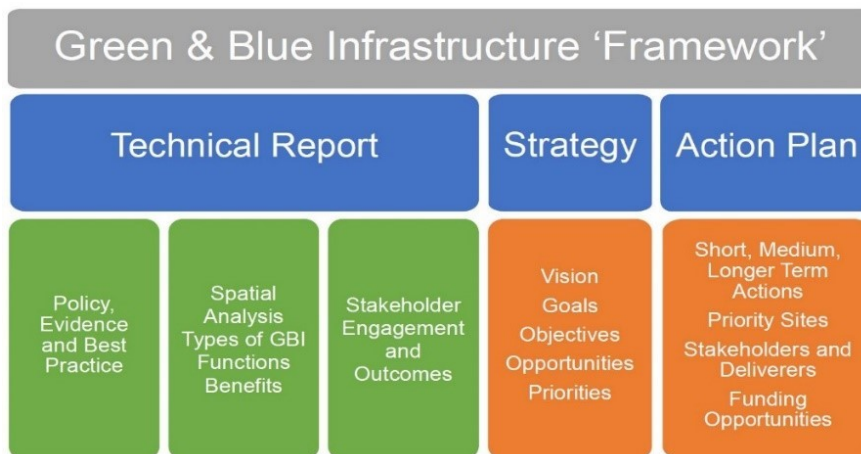 Green & Blue Infrastructure ‘Framework’
Technical Report
Strategy
Action Plan
Policy,
Evidence
and Best
Practice
Spatial
Analysis
Types of GBI
Functions
Benefits
Stakeholder
Engagement
and
Outcomes
Vision
Goals
Objectives
Opportunities
Priorities
Short, Medium,
Longer Term
Actions
Priority Sites
Stakeholders and
Deliverers
Funding
Opportunities